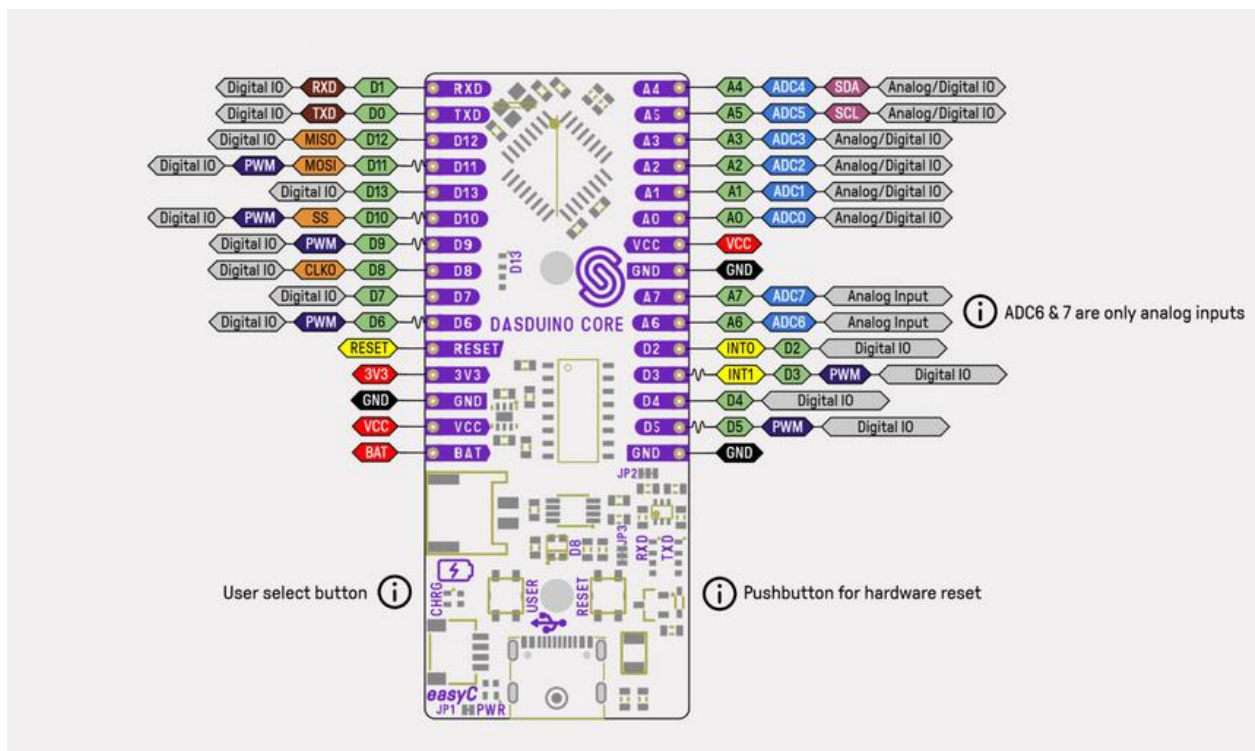 Digital IO RXD D1 RXD A4 A4 ADC4 SDA Analog/Digital IO
Digital IO TXD D0 TXD A5 A5 ADC5 SCL Analog/Digital IO
Digital IO MISO D12 D12 A3 A3 ADC3 Analog/Digital IO
Digital IO PWM MOSI D11 D11 A2 A2 ADC2 Analog/Digital IO
Digital IO D13 D13 A1 A1 ADC1 Analog/Digital IO
Digital IO PWM SS D10 D10 A0 A0 ADC0 Analog/Digital IO
Digital IO PWM D9 D9 VCC VCC
D13
Digital IO CLKO D8 D8 GND GND
Digital IO D7 D7 A7 A7 ADC7 Analog Input
Digital IO PWM D6 D6 DASDUINO CORE A6 A6 ADC6 Analog Input
i ADC6 & 7 are only analog inputs
RESET RESET D2 INT0 D2 Digital IO
3V3 3V3 D3 INT1 D3 PWM Digital IO
GND GND D4 D4 Digital IO
VCC VCC D5 D5 PWM Digital IO
BAT BAT GND GND
JP2
D8 JP3 RXD TXD
User select button i CHRG USER RESET i Pushbutton for hardware reset
easyC
JP1 PWR